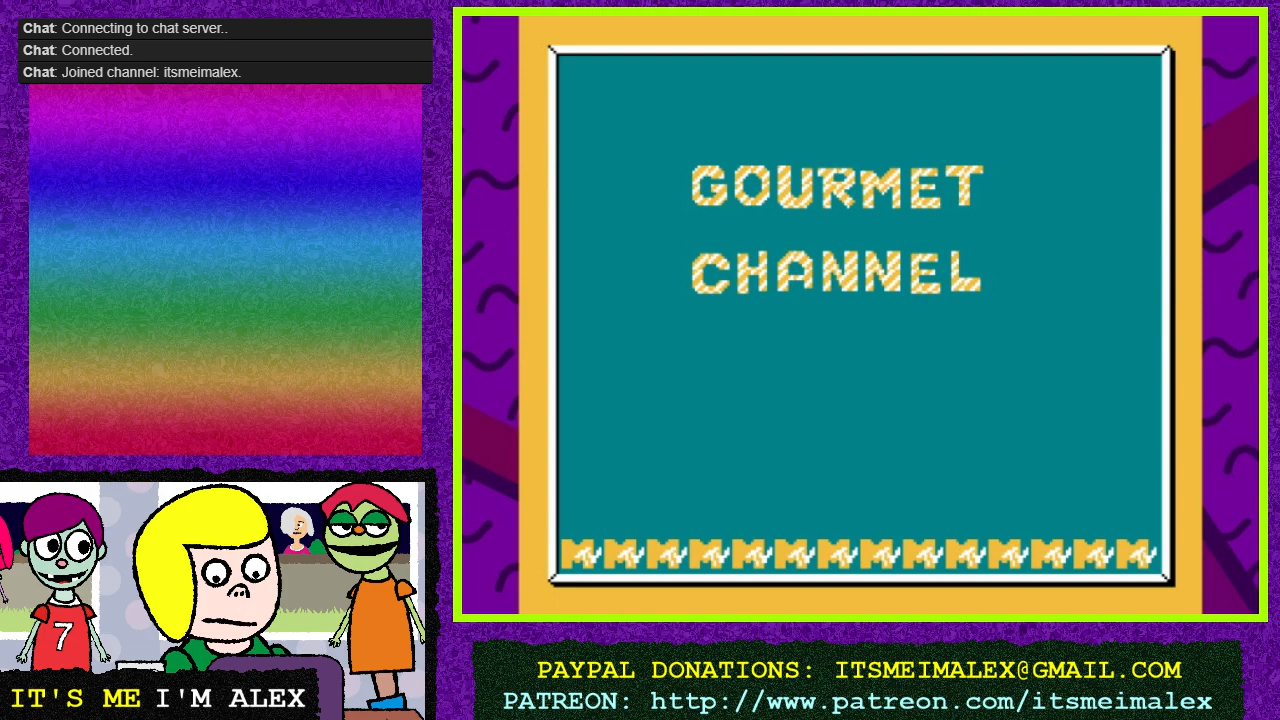 Chat: Connecting to chat server..
Chat: Connected.
Chat: Joined channel: itsmeimalex.
GOURMET
CHANNEL
7
IT'S ME I'M ALEX
PAYPAL DONATIONS: ITSMEIMALEX@GMAIL.COM
PATREON: http://www.patreon.com/itsmeimalex